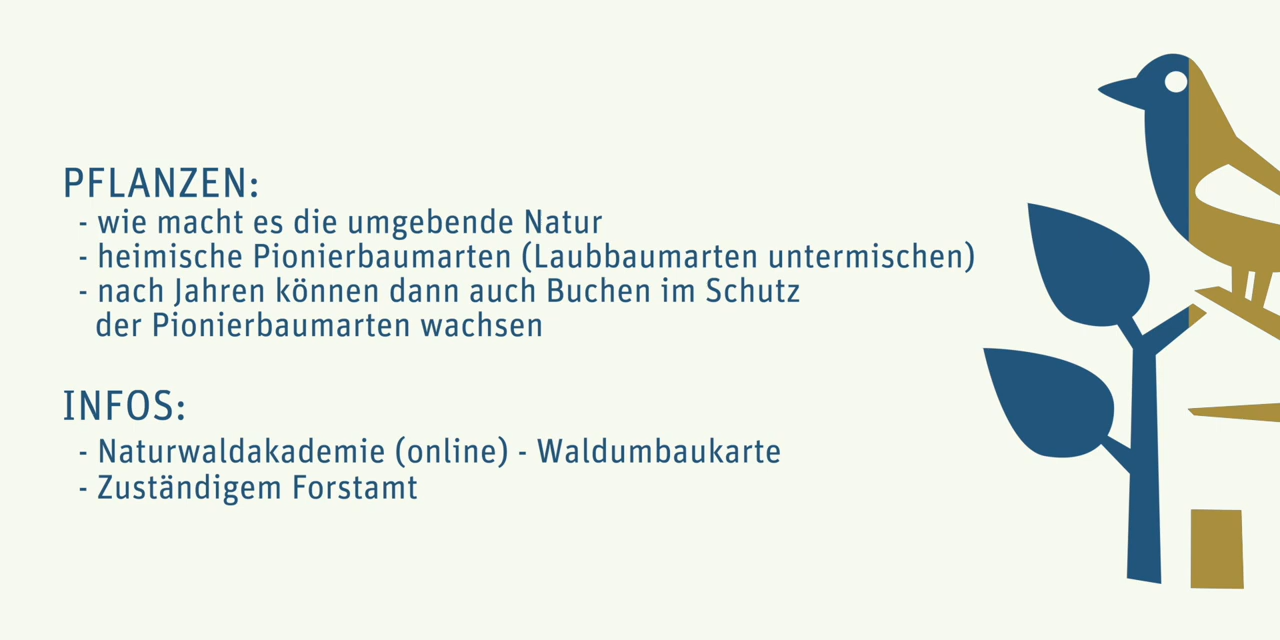 PFLANZEN:
- wie macht es die umgebende Natur
- heimische Pionierbaumarten (Laubbaumarten untermischen)
- nach Jahren können dann auch Buchen im Schutz
der Pionierbaumarten wachsen
INFOS:
- Naturwaldakademie (online) - Waldumbaukarte
- Zuständigem Forstamt